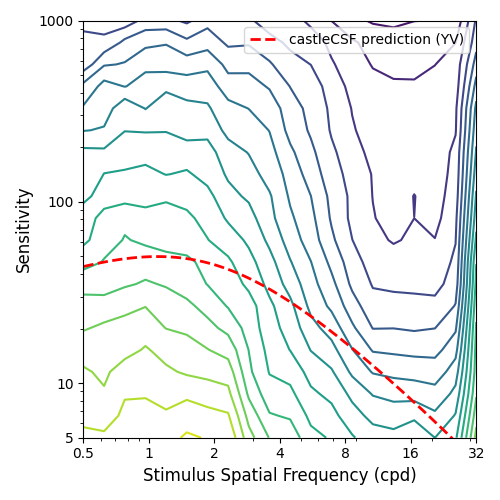 1000
castleCSF prediction (YV)
100
10
5
Sensitivity
0.5 1 2 4 8 16 32
Stimulus Spatial Frequency (cpd)